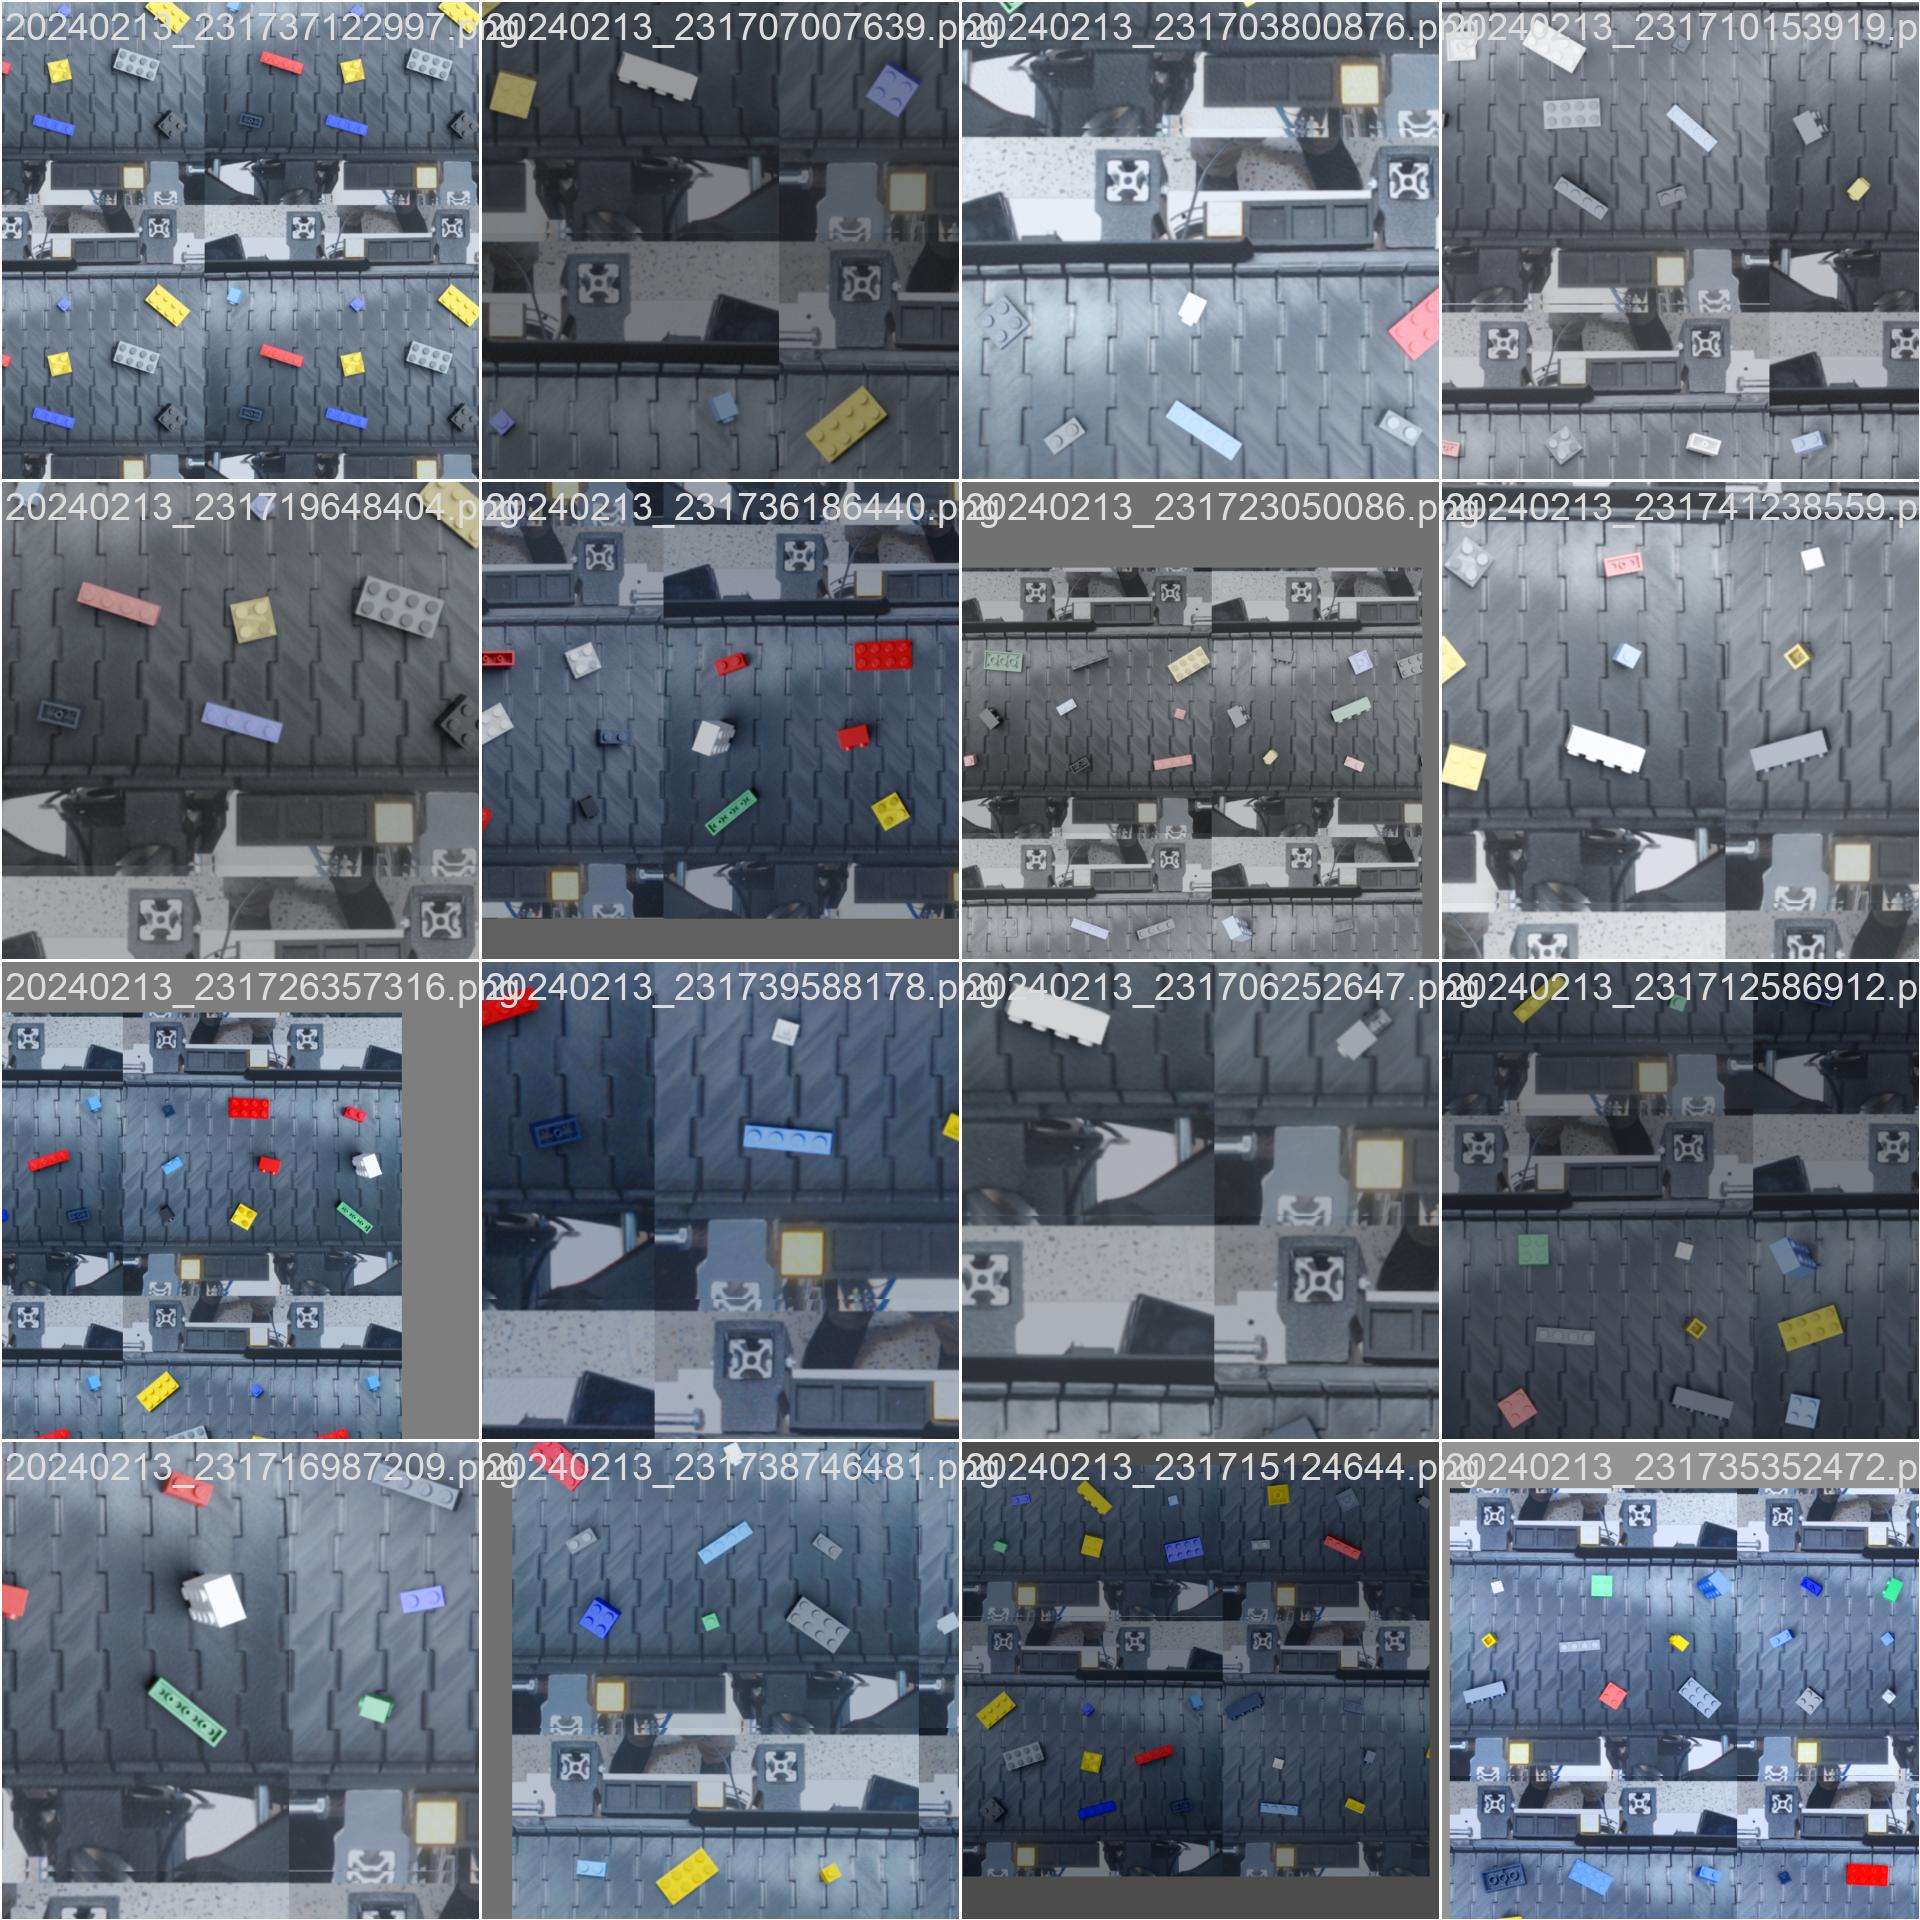 20240213_231737122997.png
20240213_231707007639.png
20240213_231703800876.png
20240213_231710153919.p
20240213_231719648404.png
20240213_231736186440.png
20240213_231723050086.png
20240213_231741238559.p
20240213_231726357316.png
20240213_231739588178.png
20240213_231706252647.png
20240213_231712586912.p
20240213_231716987209.png
20240213_231738746481.png
20240213_231715124644.png
20240213_231735352472.p